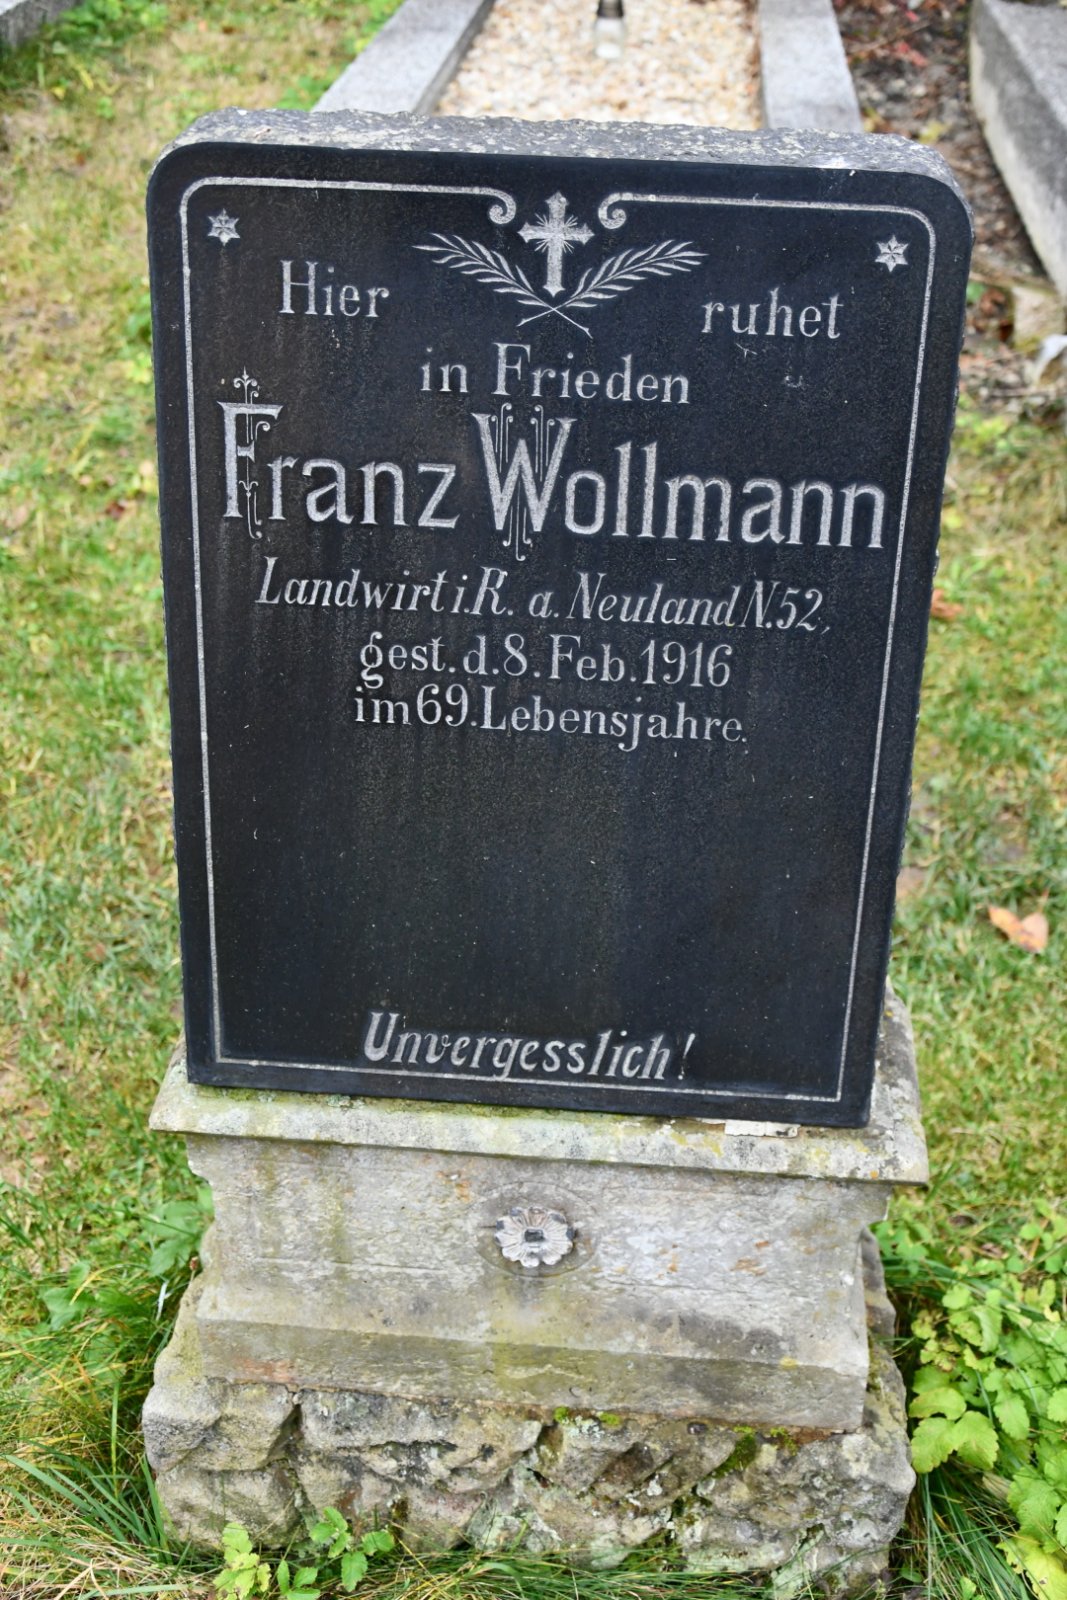 Hier ruhet
in Frieden
Franz Wollmann
Landwirt i.R. a. Neuland N.52,
gest. d. 8. Feb. 1916
im 69. Lebensjahre.
Unvergesslich!